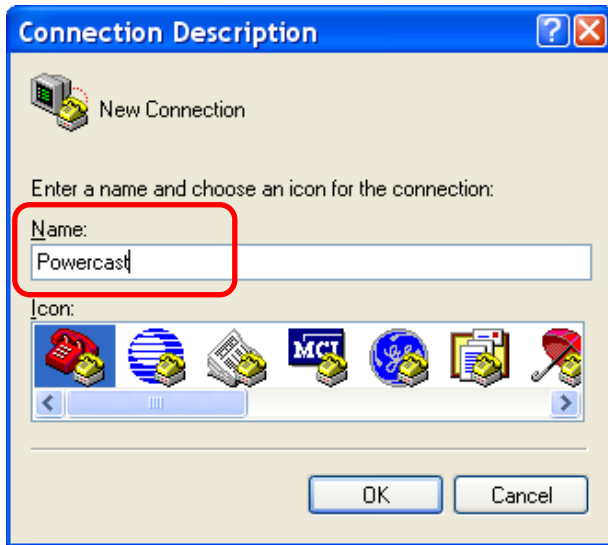 Connection Description
New Connection
Enter a name and choose an icon for the connection:
Name:
Powercast
Icon:
MCI
OK
Cancel